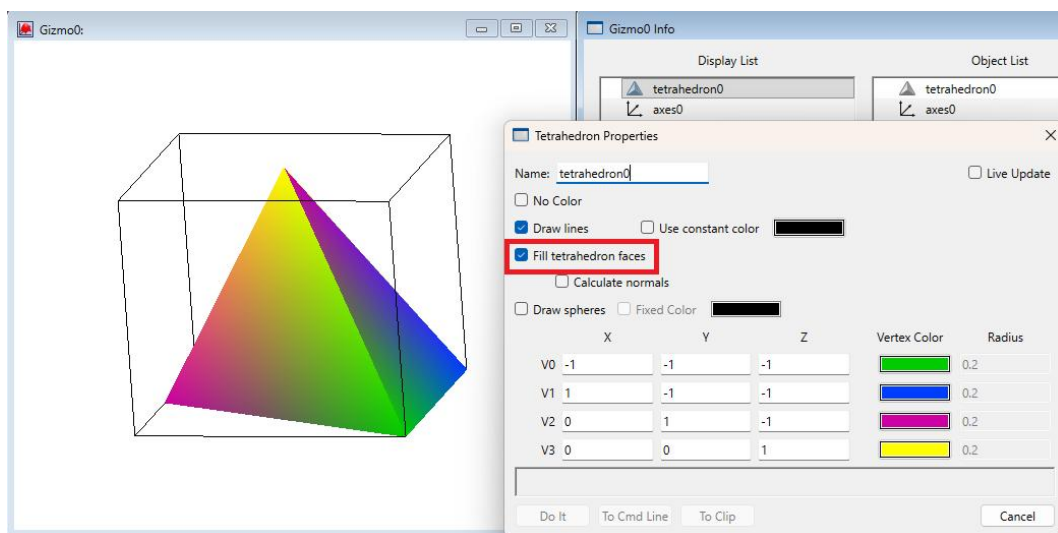 Gizmo0:
Gizmo0 Info
Display List Object List
tetrahedron0 tetrahedron0
axes0 axes0
Tetrahedron Properties
Name: tetrahedron0 Live Update
No Color
Draw lines Use constant color
Fill tetrahedron faces
Calculate normals
Draw spheres Fixed Color
X Y Z Vertex Color Radius
V0 -1 -1 -1 0.2
V1 1 -1 -1 0.2
V2 0 1 -1 0.2
V3 0 0 1 0.2
Do It To Cmd Line To Clip Cancel